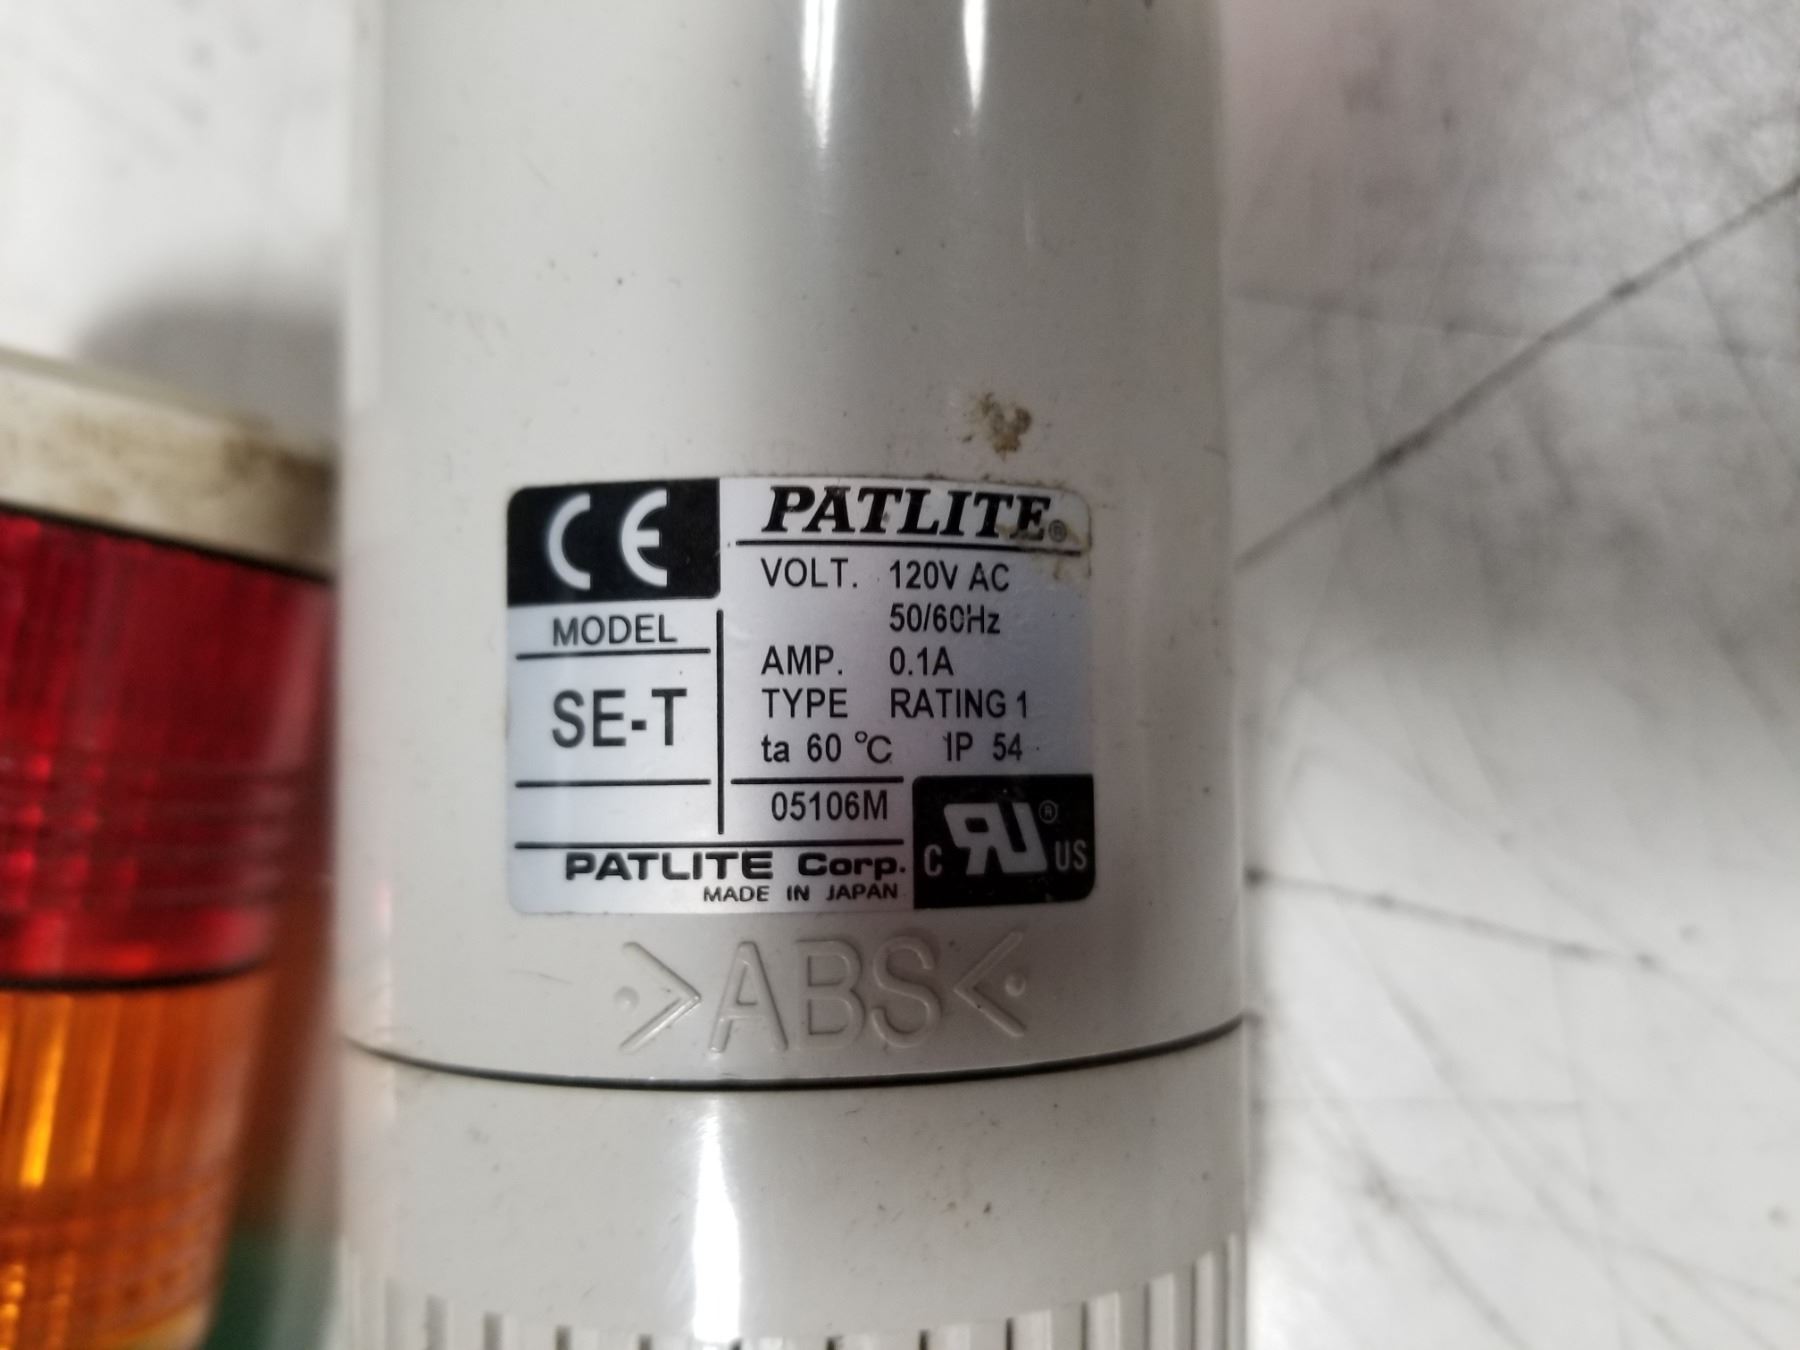 CE
PATLITE®
VOLT. 120V AC
50/60Hz
AMP. 0.1A
TYPE RATING 1
ta 60 °C IP 54
MODEL
SE-T
05106M
PATLITE Corp.
MADE IN JAPAN
C RU® US
>ABS<